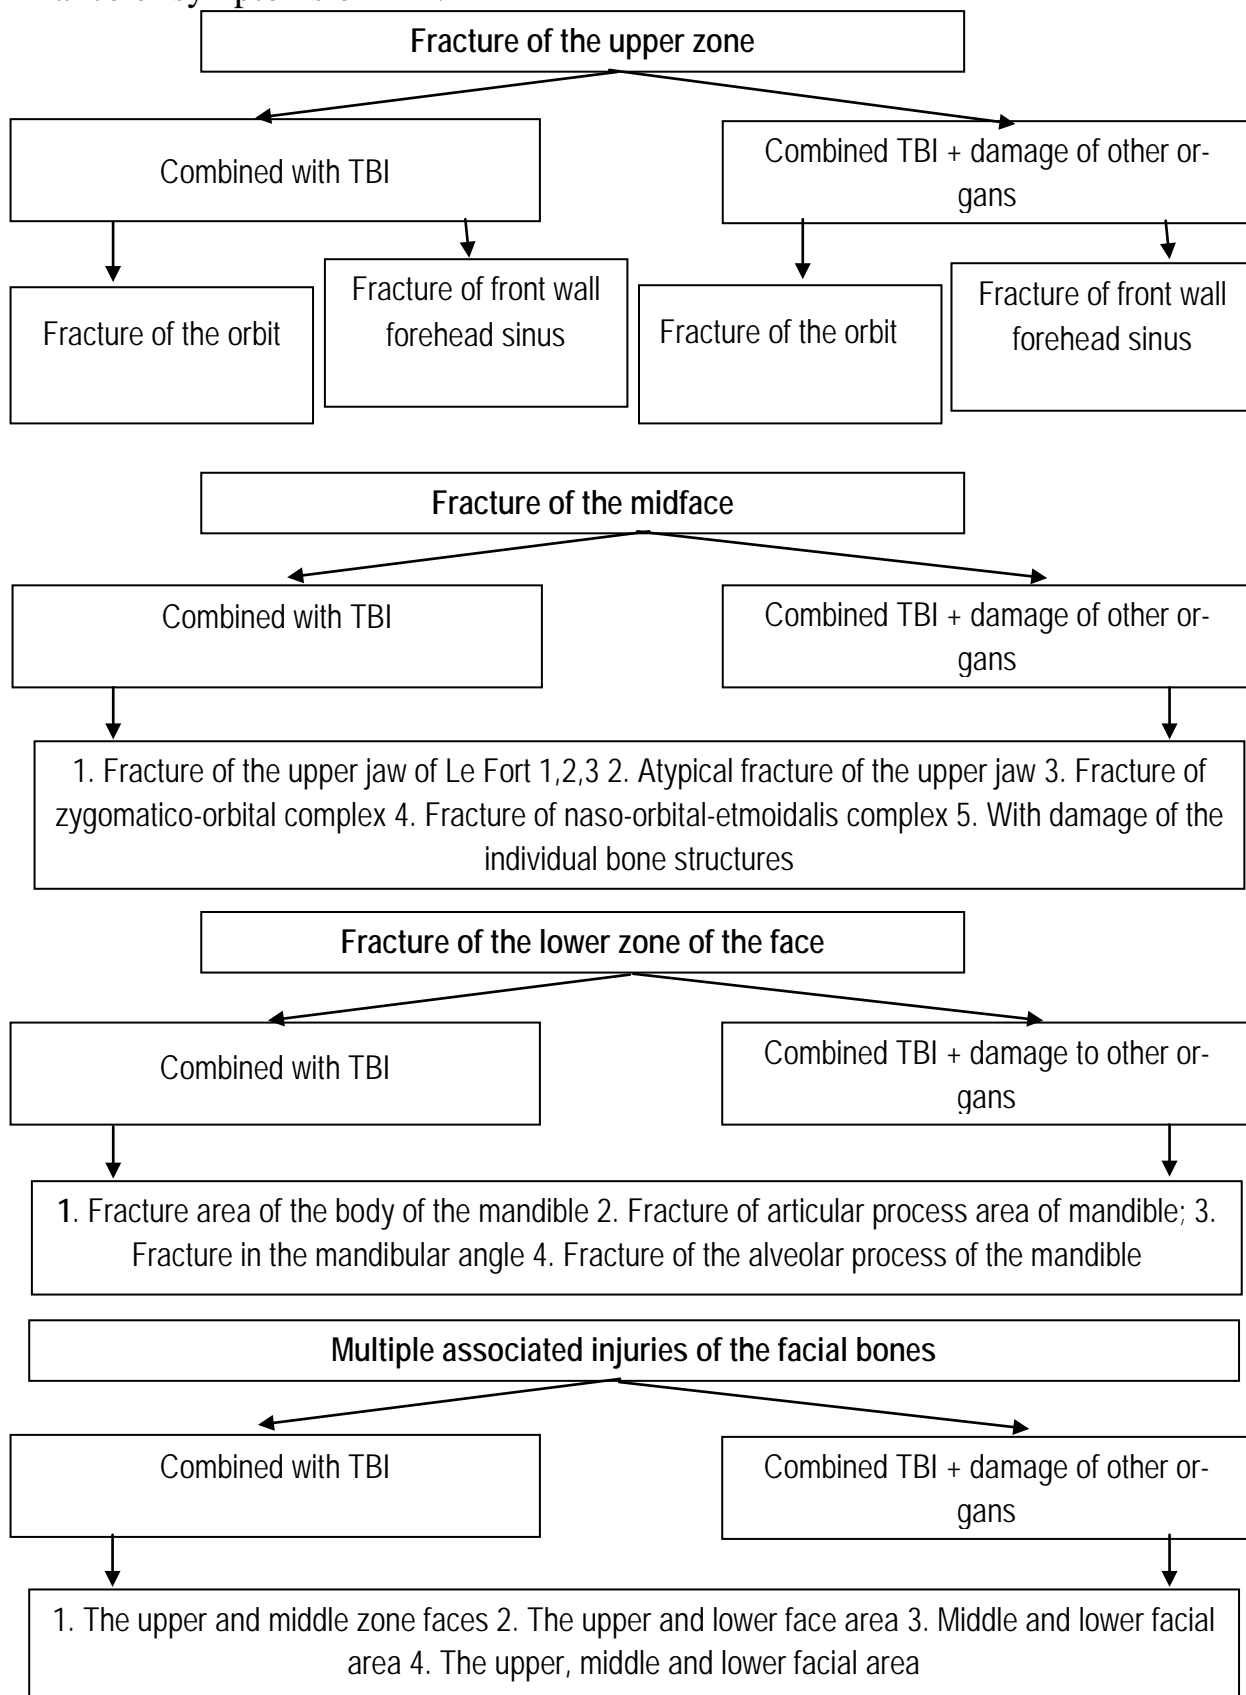 Fracture of the upper zone
Combined with TBI
Combined TBI + damage of other or-
gans
Fracture of the orbit
Fracture of front wall
forehead sinus
Fracture of the orbit
Fracture of front wall
forehead sinus
Fracture of the midface
Combined with TBI
Combined TBI + damage of other or-
gans
1. Fracture of the upper jaw of Le Fort 1,2,3 2. Atypical fracture of the upper jaw 3. Fracture of
zygomatico-orbital complex 4. Fracture of naso-orbital-etmoidalis complex 5. With damage of the
individual bone structures
Fracture of the lower zone of the face
Combined with TBI
Combined TBI + damage to other or-
gans
1. Fracture area of the body of the mandible 2. Fracture of articular process area of mandible; 3.
Fracture in the mandibular angle 4. Fracture of the alveolar process of the mandible
Multiple associated injuries of the facial bones
Combined with TBI
Combined TBI + damage of other or-
gans
1. The upper and middle zone faces 2. The upper and lower face area 3. Middle and lower facial
area 4. The upper, middle and lower facial area